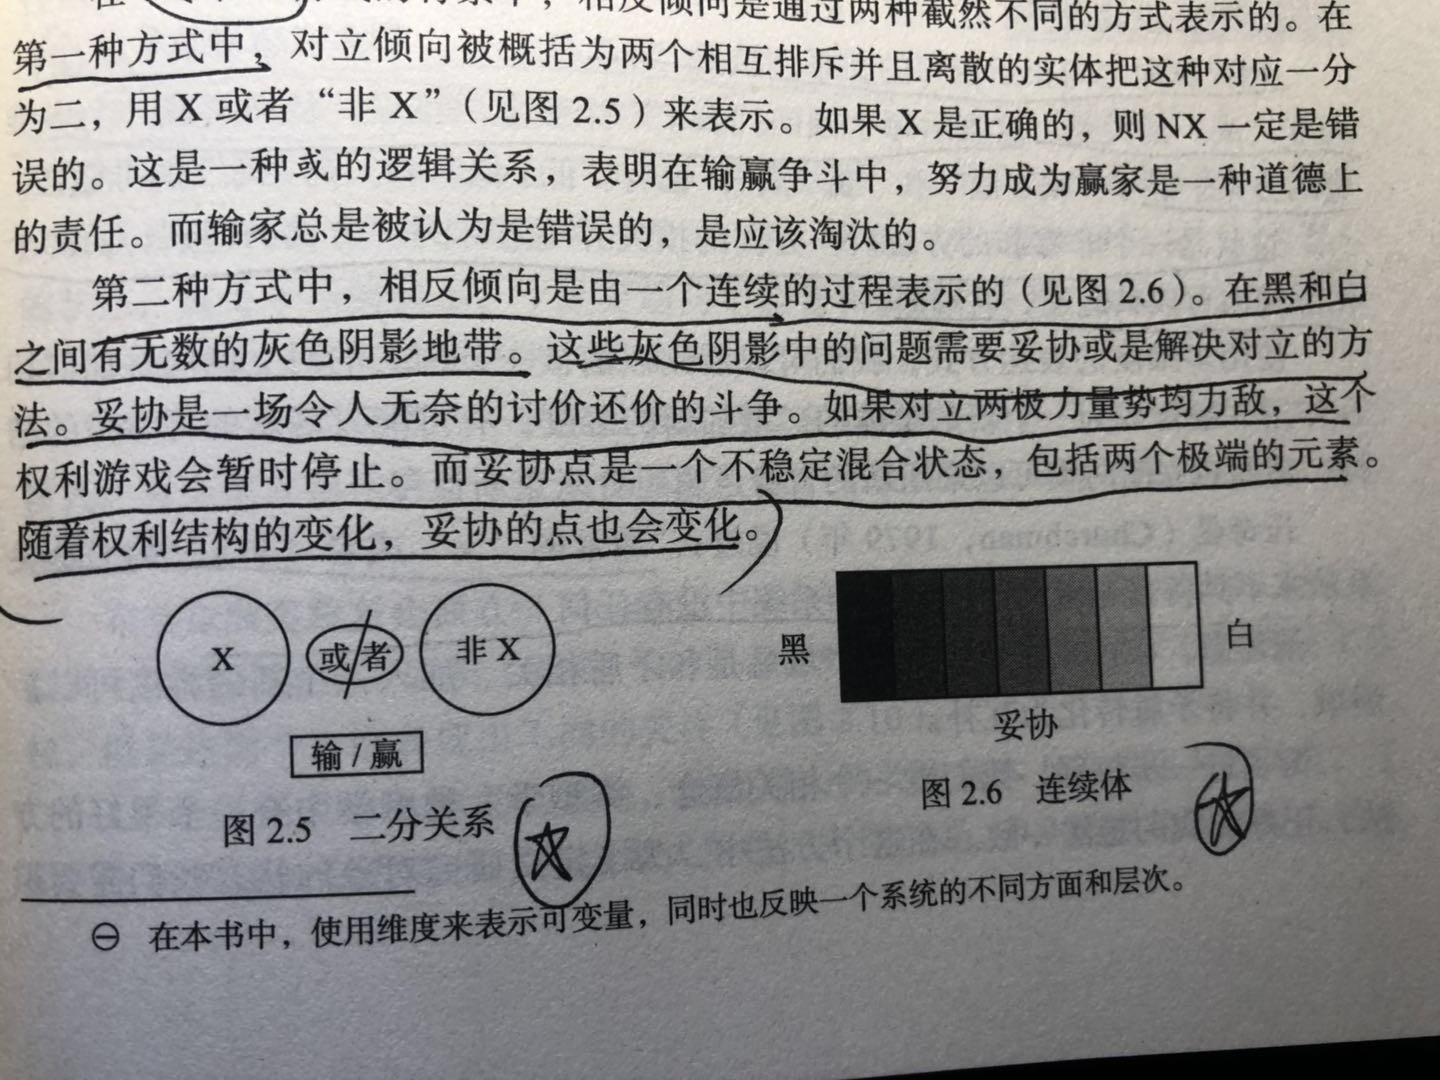 相反倾向是通过两种截然不同的方式表示的。在
第一种方式中，对立倾向被概括为两个相互排斥并且离散的实体把这种对应一分
为二，用 X 或者“非 X”（见图 2.5）来表示。如果 X 是正确的，则 NX 一定是错
误的。这是一种或的逻辑关系，表明在输赢争斗中，努力成为赢家是一种道德上
的责任。而输家总是被认为是错误的，是应该淘汰的。
第二种方式中，相反倾向是由一个连续的过程表示的（见图 2.6）。在黑和白
之间有无数的灰色阴影地带。这些灰色阴影中的问题需要妥协或是解决对立的方
法。妥协是一场令人无奈的讨价还价的斗争。如果对立两极力量势均力敌，这个
权利游戏会暂时停止。而妥协点是一个不稳定混合状态，包括两个极端的元素。
随着权利结构的变化，妥协的点也会变化。
X 或/者 非 X
输 / 赢
图 2.5 二分关系
黑 白
妥协
图 2.6 连续体
㊀ 在本书中，使用维度来表示可变量，同时也反映一个系统的不同方面和层次。